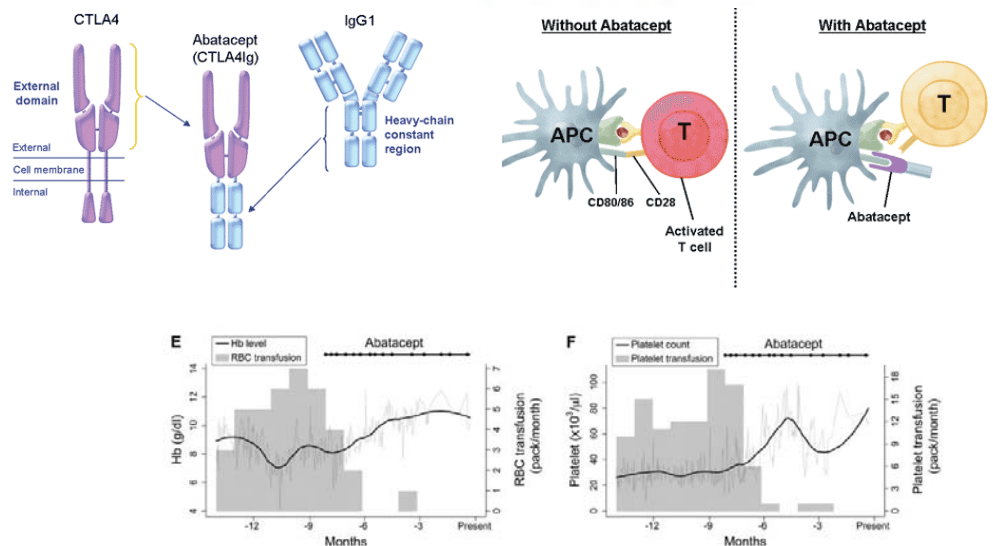 CTLA4
Abatacept
(CTLA4Ig)
IgG1
External
domain
External
Cell membrane
Internal
Heavy-chain
constant
region
Without Abatacept
APC
T
CD80/86
CD28
Activated
T cell
With Abatacept
APC
T
Abatacept
E
Hb level
RBC transfusion
Abatacept
Hb (g/dl)
14
12
10
8
6
4
RBC transfusion
(pack/month)
7
6
5
4
3
2
1
0
-12
-9
-6
-3
Present
Months
F
Platelet count
Platelet transfusion
Abatacept
Platelet (x10³/µl)
100
80
60
40
20
0
Platelet transfusion
(pack/month)
18
15
12
9
6
3
0
-12
-9
-6
-3
Present
Months